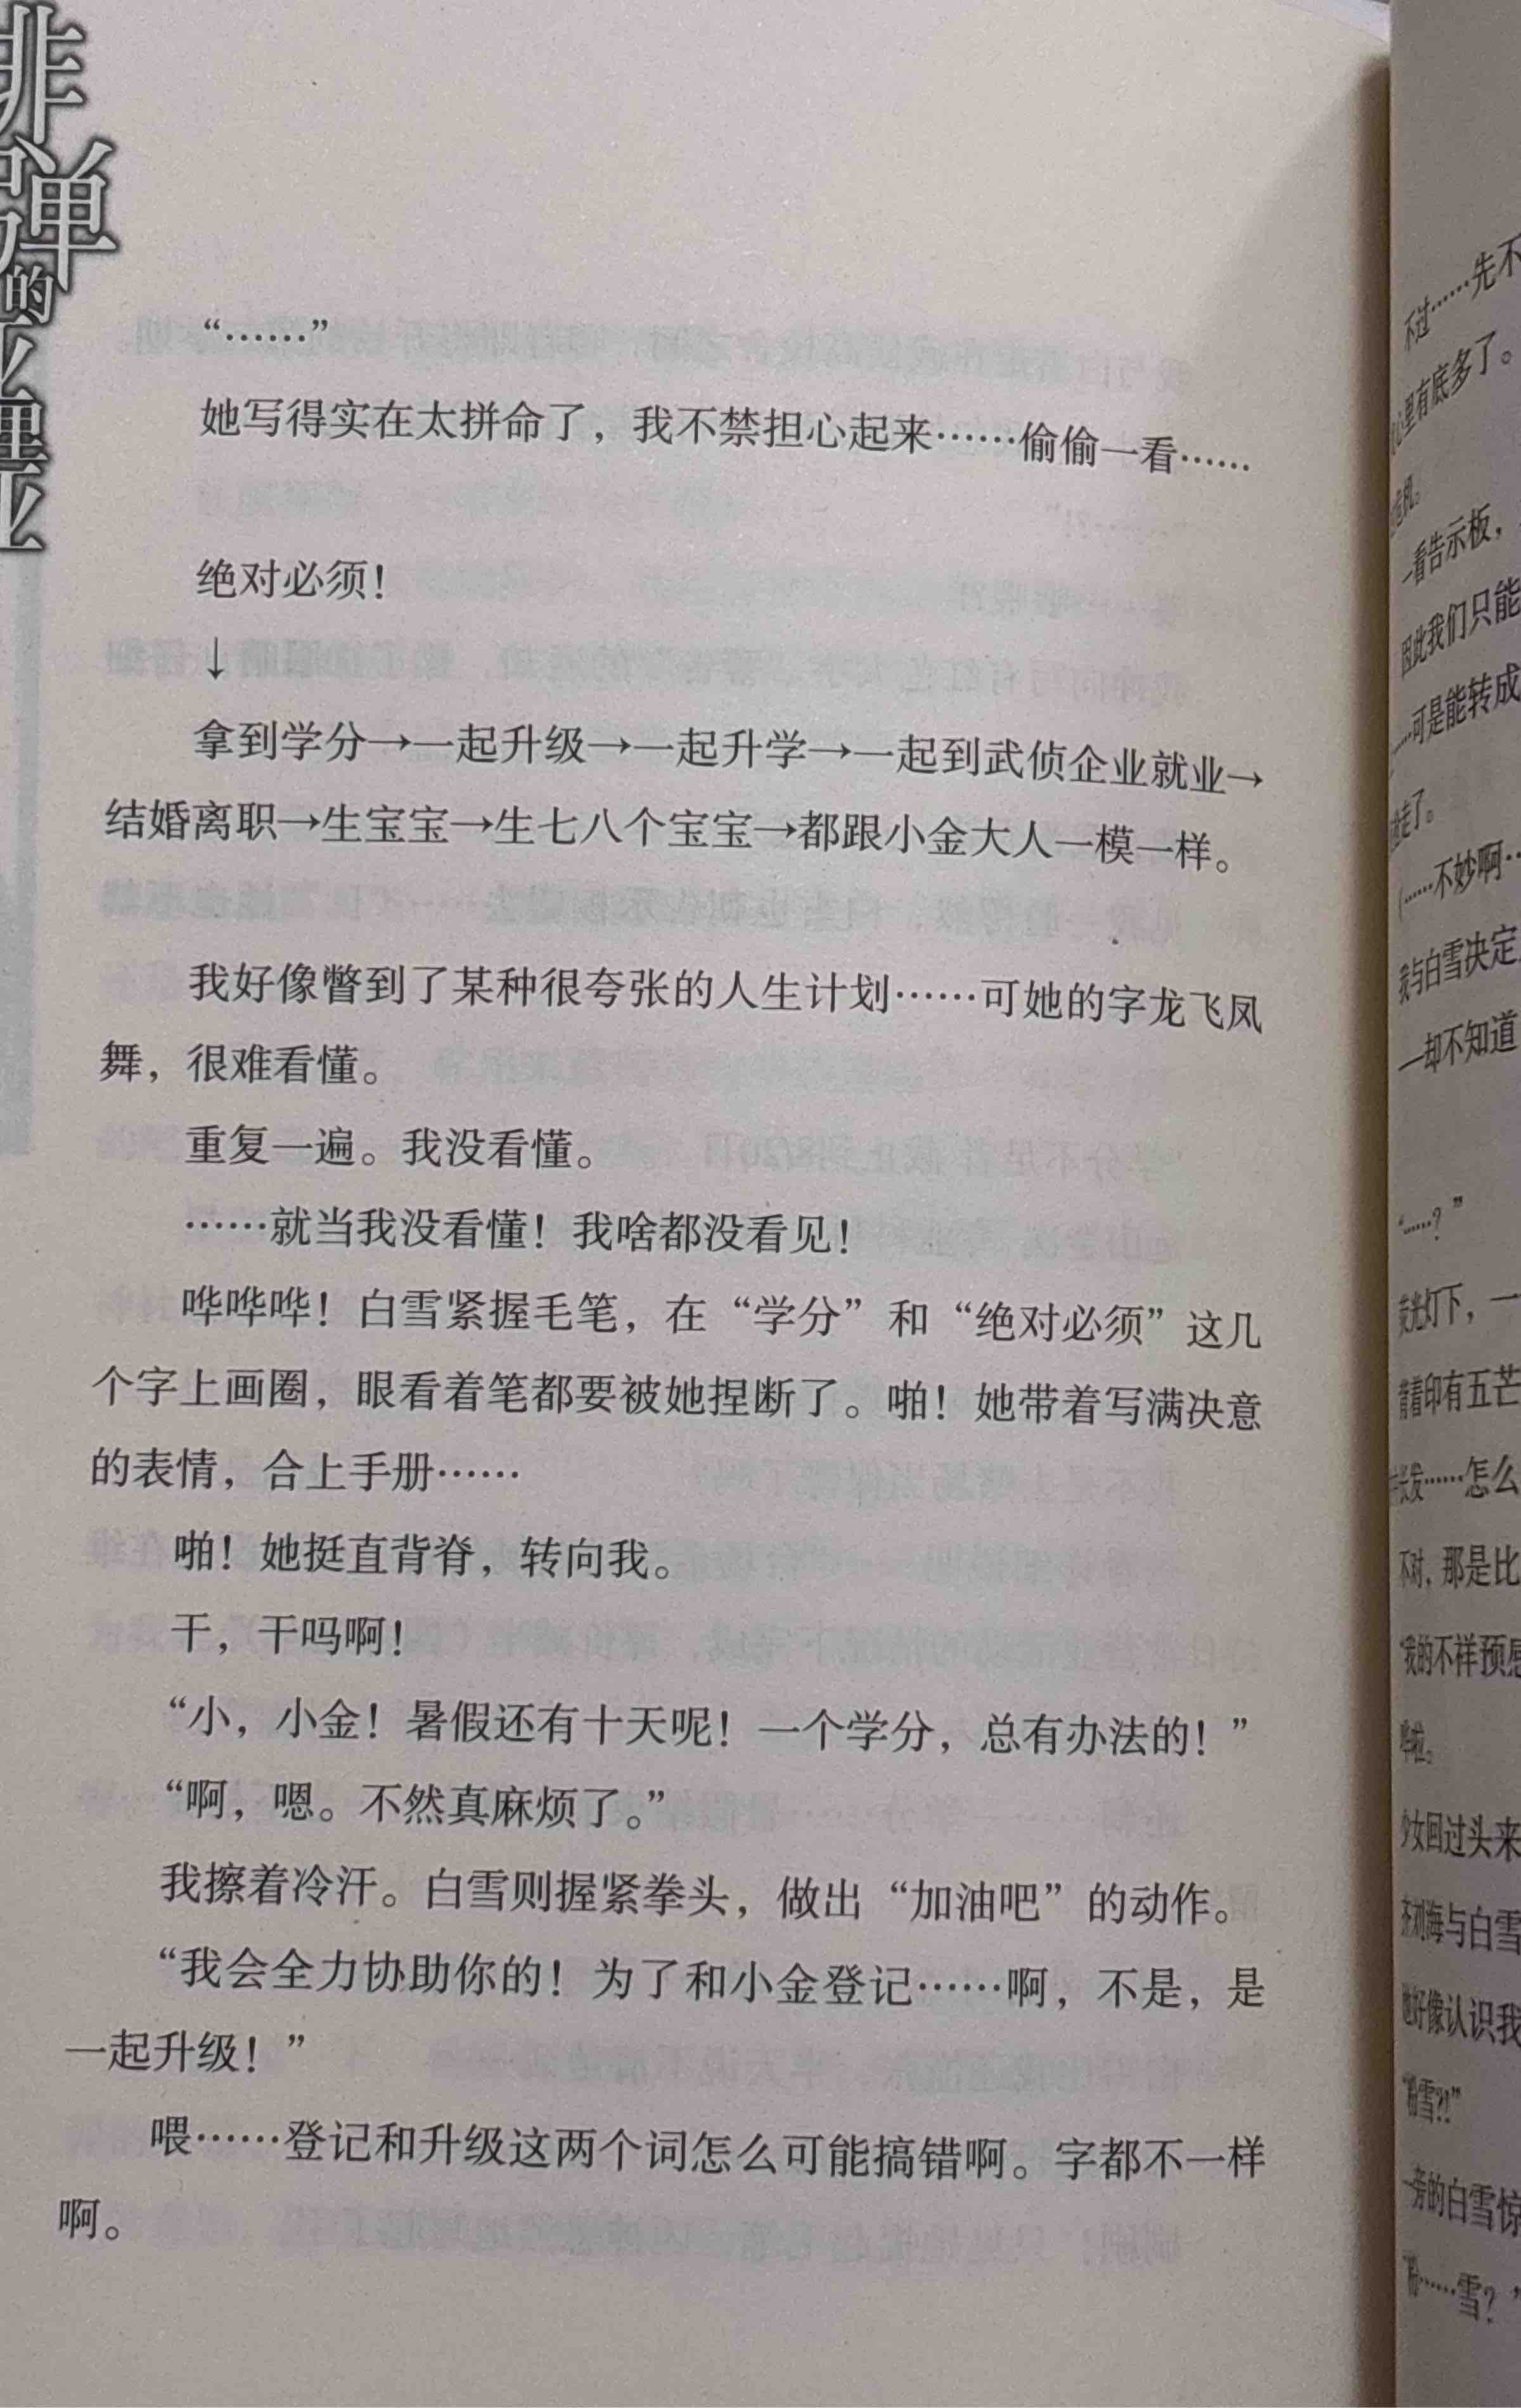 非
弹
的
“……”
她写得实在太拼命了，我不禁担心起来……偷偷一看……
绝对必须！
↓
拿到学分→一起升级→一起升学→一起到武侦企业就业→
结婚离职→生宝宝→生七八个宝宝→都跟小金大人一模一样。
我好像瞥到了某种很夸张的人生计划……可她的字龙飞凤
舞，很难看懂。
重复一遍。我没看懂。
……就当我没看懂！我啥都没看见！
哗哗哗！白雪紧握毛笔，在“学分”和“绝对必须”这几
个字上画圈，眼看着笔都要被她捏断了。啪！她带着写满决意
的表情，合上手册……
啪！她挺直背脊，转向我。
干，干吗啊！
“小，小金！暑假还有十天呢！一个学分，总有办法的！”
“啊，嗯。不然真麻烦了。”
我擦着冷汗。白雪则握紧拳头，做出“加油吧”的动作。
“我会全力协助你的！为了和小金登记……啊，不是，是
一起升级！”
喂……登记和升级这两个词怎么可能搞错啊。字都不一样
啊。
不过……先不
心里有底多了。
危机。
一看告示板，
因此我们只能
……可是能转成
走了。
（……不妙啊……
我与白雪决定
—却不知道
“……？”
荧光灯下，一
背着印有五芒
长发……怎么
不对，那是比
我的不祥预感
少女回过头来
齐刘海与白雪
她好像认识我
“粉雪?!”
一旁的白雪惊
“粉……雪？”